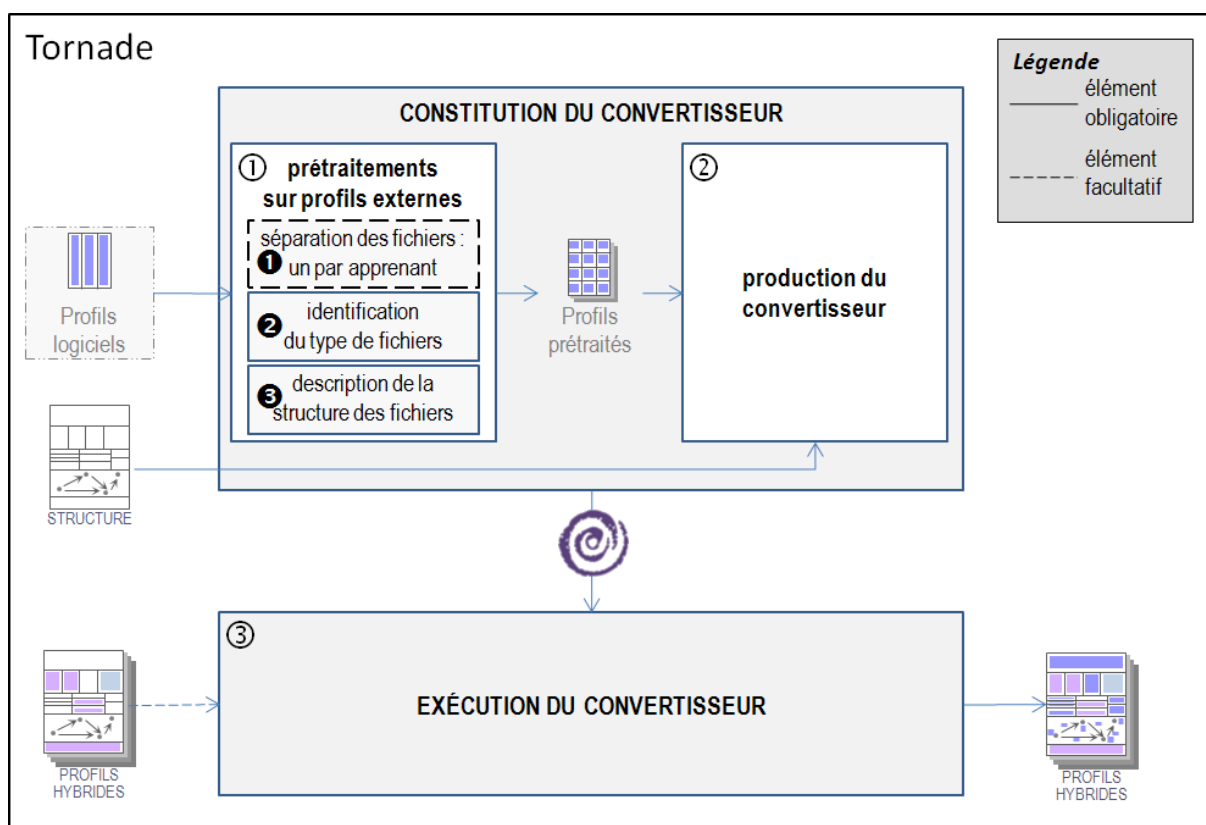 Tornade
Légende
élément
obligatoire
élément
facultatif
CONSTITUTION DU CONVERTISSEUR
① prétraitements
sur profils externes
séparation des fichiers :
❶ un par apprenant
❷ identification
du type de fichiers
❸ description de la
structure des fichiers
Profils
logiciels
Profils
prétraités
②
production du
convertisseur
STRUCTURE
③
EXÉCUTION DU CONVERTISSEUR
PROFILS
HYBRIDES
PROFILS
HYBRIDES